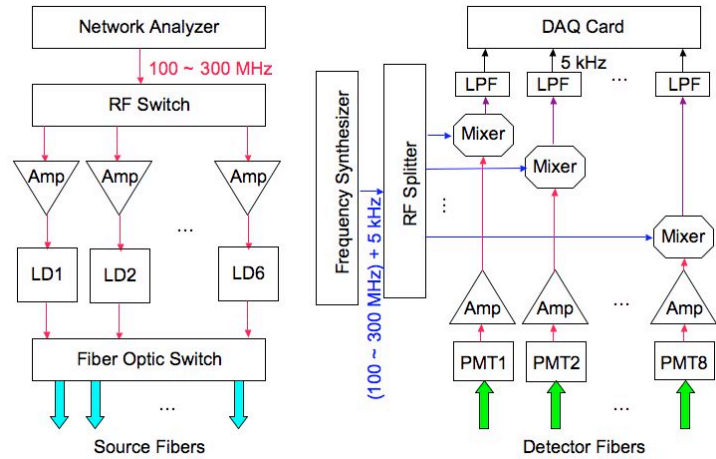 Network Analyzer
100 ~ 300 MHz
RF Switch
Amp
Amp
Amp
...
LD1
LD2
LD6
Fiber Optic Switch
...
Source Fibers
DAQ Card
5 kHz
LPF
LPF
...
LPF
Frequency Synthesizer
(100 ~ 300 MHz) + 5 kHz
RF Splitter
...
Mixer
Mixer
Mixer
Amp
Amp
...
Amp
PMT1
PMT2
PMT8
...
Detector Fibers